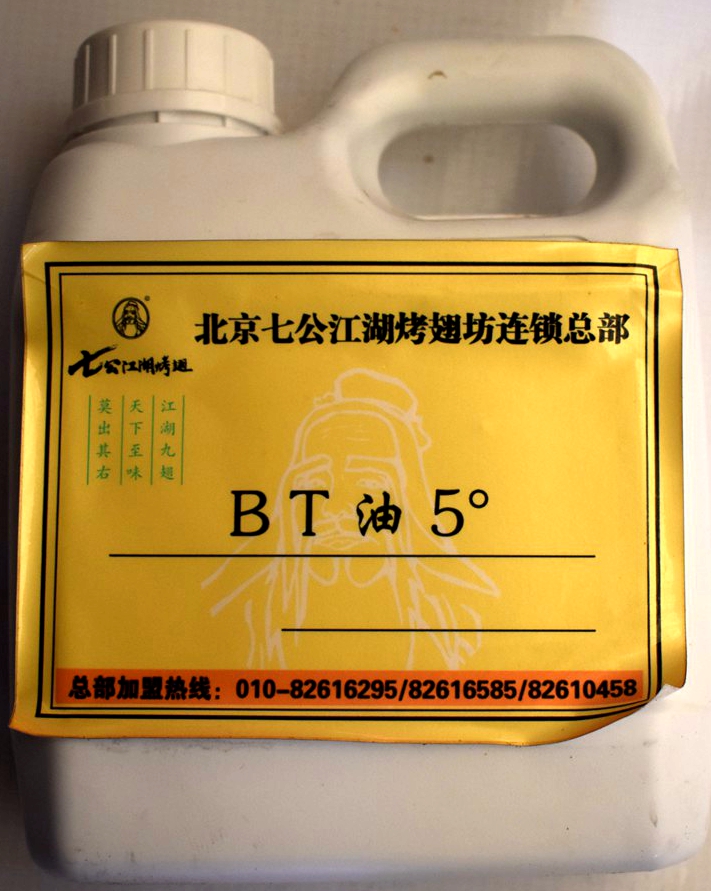 北京七公江湖烤翅坊连锁总部
七公江湖烤翅
江湖九翅
天下至味
莫出其右
BT油5°
总部加盟热线：010-82616295/82616585/82610458